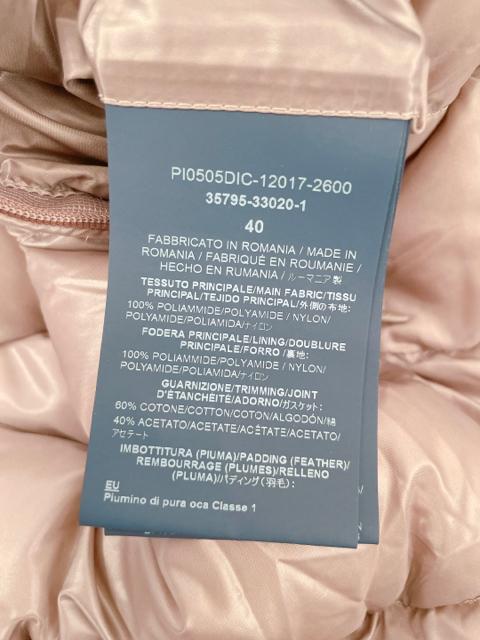 PI0505DIC-12017-2600
35795-33020-1
40
FABBRICATO IN ROMANIA / MADE IN
ROMANIA / FABRIQUÉ EN ROUMANIE /
HECHO EN RUMANIA / ルーマニア製
TESSUTO PRINCIPALE/MAIN FABRIC/TISSU
PRINCIPAL/TEJIDO PRINCIPAL/外側の布地:
100% POLIAMMIDE/POLYAMIDE / NYLON/
POLYAMIDE/POLIAMIDA/ナイロン
FODERA PRINCIPALE/LINING/DOUBLURE
PRINCIPALE/FORRO / 裏地:
100% POLIAMMIDE/POLYAMIDE / NYLON/
POLYAMIDE/POLIAMIDA/ナイロン
GUARNIZIONE/TRIMMING/JOINT
D'ÉTANCHÉITÉ/ADORNO/ガスケット:
60% COTONE/COTTON/COTON/ALGODÓN/綿
40% ACETATO/ACETATE/ACÉTATE/ACETATO/
アセテート
IMBOTTITURA (PIUMA)/PADDING (FEATHER)/
REMBOURRAGE (PLUMES)/RELLENO
(PLUMA)/パディング(羽毛):
EU
Piumino di pura oca Classe 1